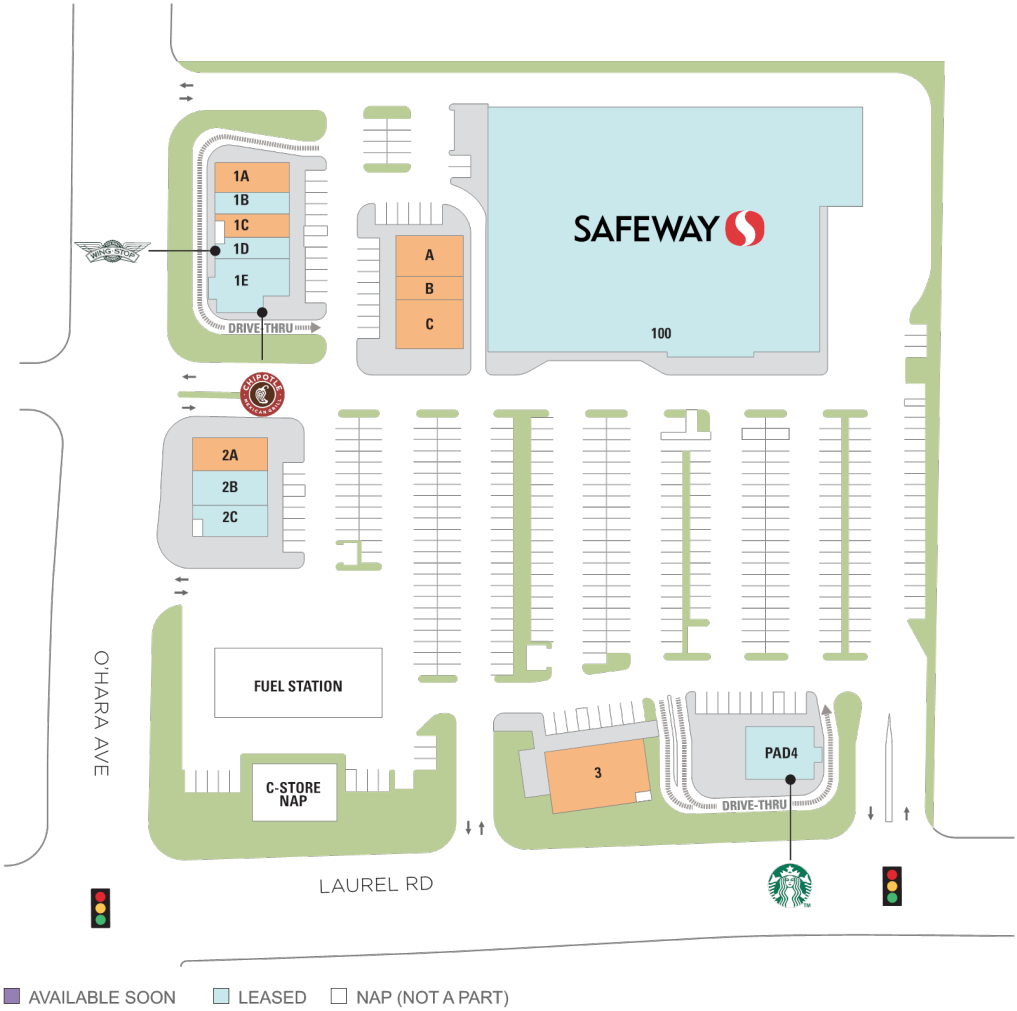 1A
1B
1C
1D
1E
WING·STOP
DRIVE-THRU
CHIPOTLE
MEXICAN GRILL
A
B
C
SAFEWAY
100
2A
2B
2C
O'HARA AVE
FUEL STATION
C-STORE
NAP
3
PAD4
DRIVE-THRU
TM
LAUREL RD
AVAILABLE SOON
LEASED
NAP (NOT A PART)